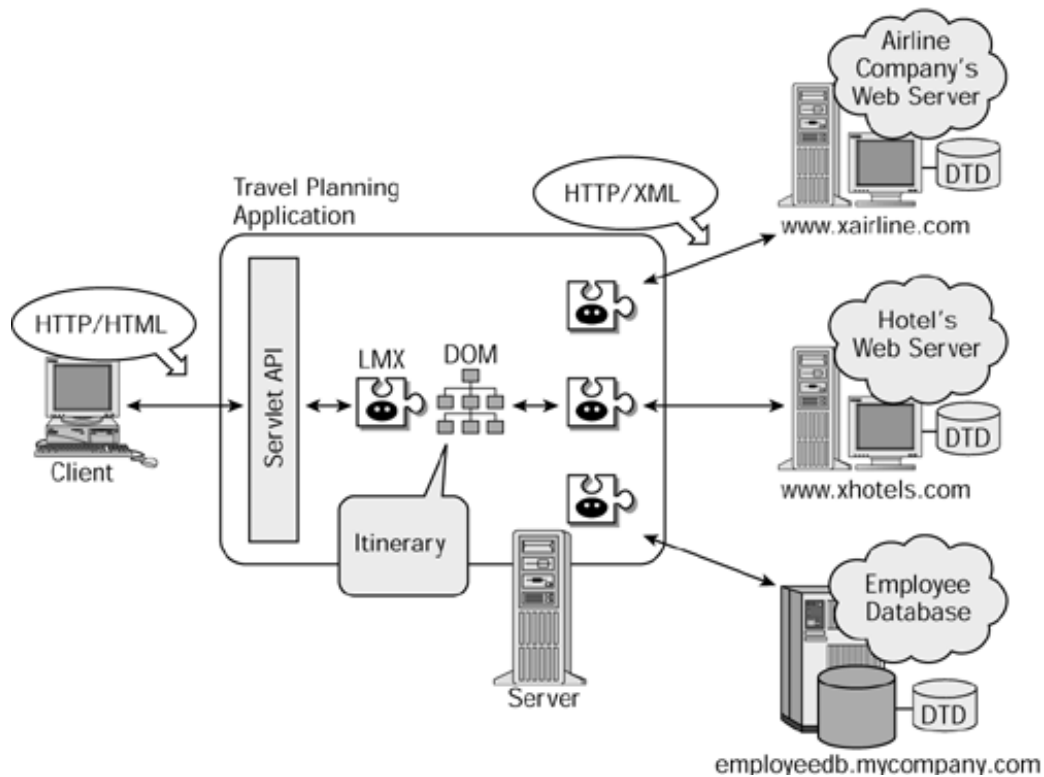 Airline
Company's
Web Server
DTD
www.xairline.com
Travel Planning
Application
HTTP/XML
HTTP/HTML
Client
Servlet API
LMX
DOM
Itinerary
Server
Hotel's
Web Server
DTD
www.xhotels.com
Employee
Database
DTD
employeedb.mycompany.com